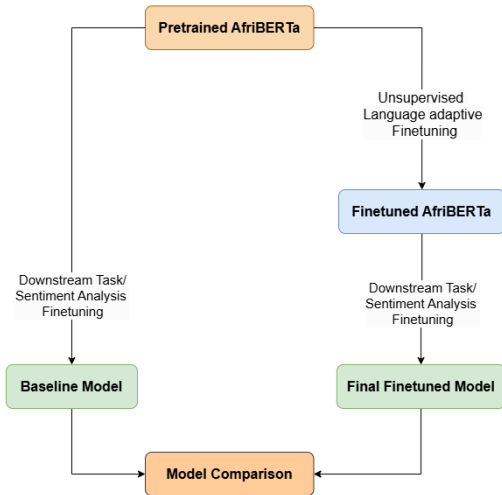 Pretrained AfriBERTa
Unsupervised
Language adaptive
Finetuning
Finetuned AfriBERTa
Downstream Task/
Sentiment Analysis
Finetuning
Downstream Task/
Sentiment Analysis
Finetuning
Baseline Model
Final Finetuned Model
Model Comparison